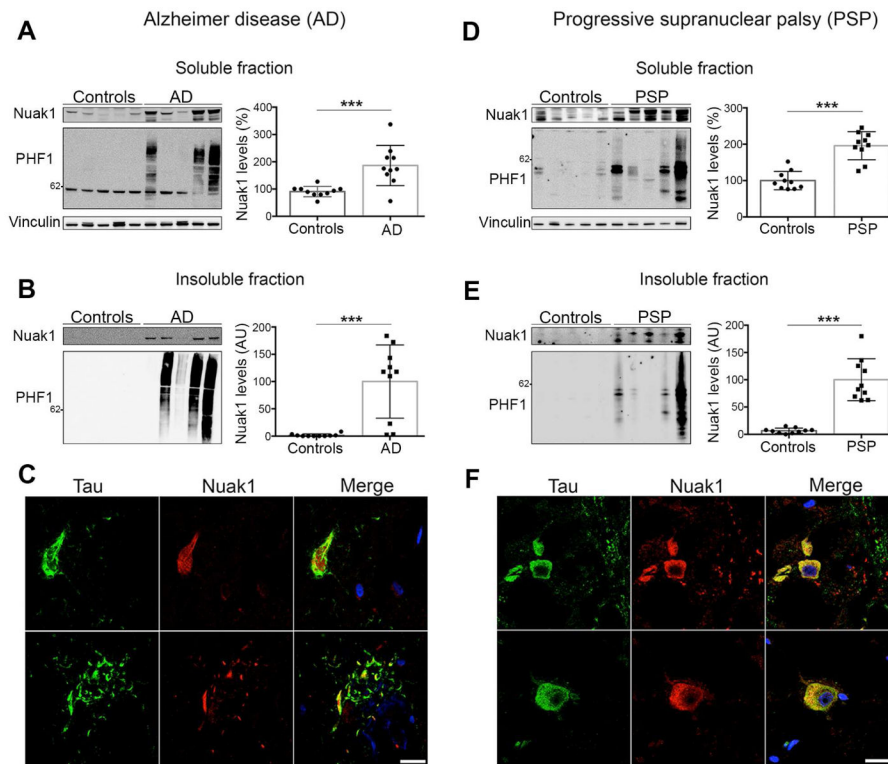 Alzheimer disease (AD)
Progressive supranuclear palsy (PSP)
A
Soluble fraction
Controls AD
Nuak1
PHF1
62
Vinculin
Nuak1 levels (%)
400
300
200
100
0
Controls AD
***
B
Insoluble fraction
Controls AD
Nuak1
PHF1
62
Nuak1 levels (AU)
200
150
100
50
0
Controls AD
***
C
Tau Nuak1 Merge
D
Soluble fraction
Controls PSP
Nuak1
PHF1
62
Vinculin
Nuak1 levels (%)
300
200
100
0
Controls PSP
***
E
Insoluble fraction
Controls PSP
Nuak1
PHF1
62
Nuak1 levels (AU)
200
150
100
50
0
Controls PSP
***
F
Tau Nuak1 Merge